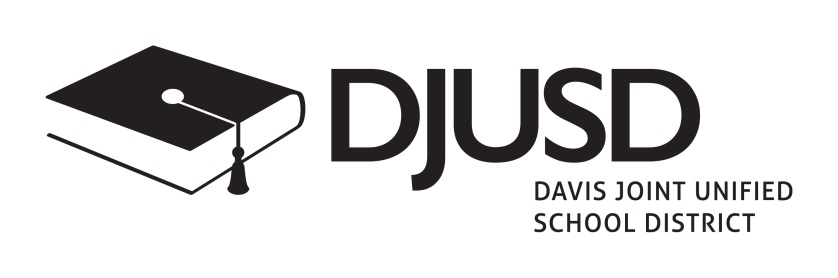 DJUSD
DAVIS JOINT UNIFIED
SCHOOL DISTRICT